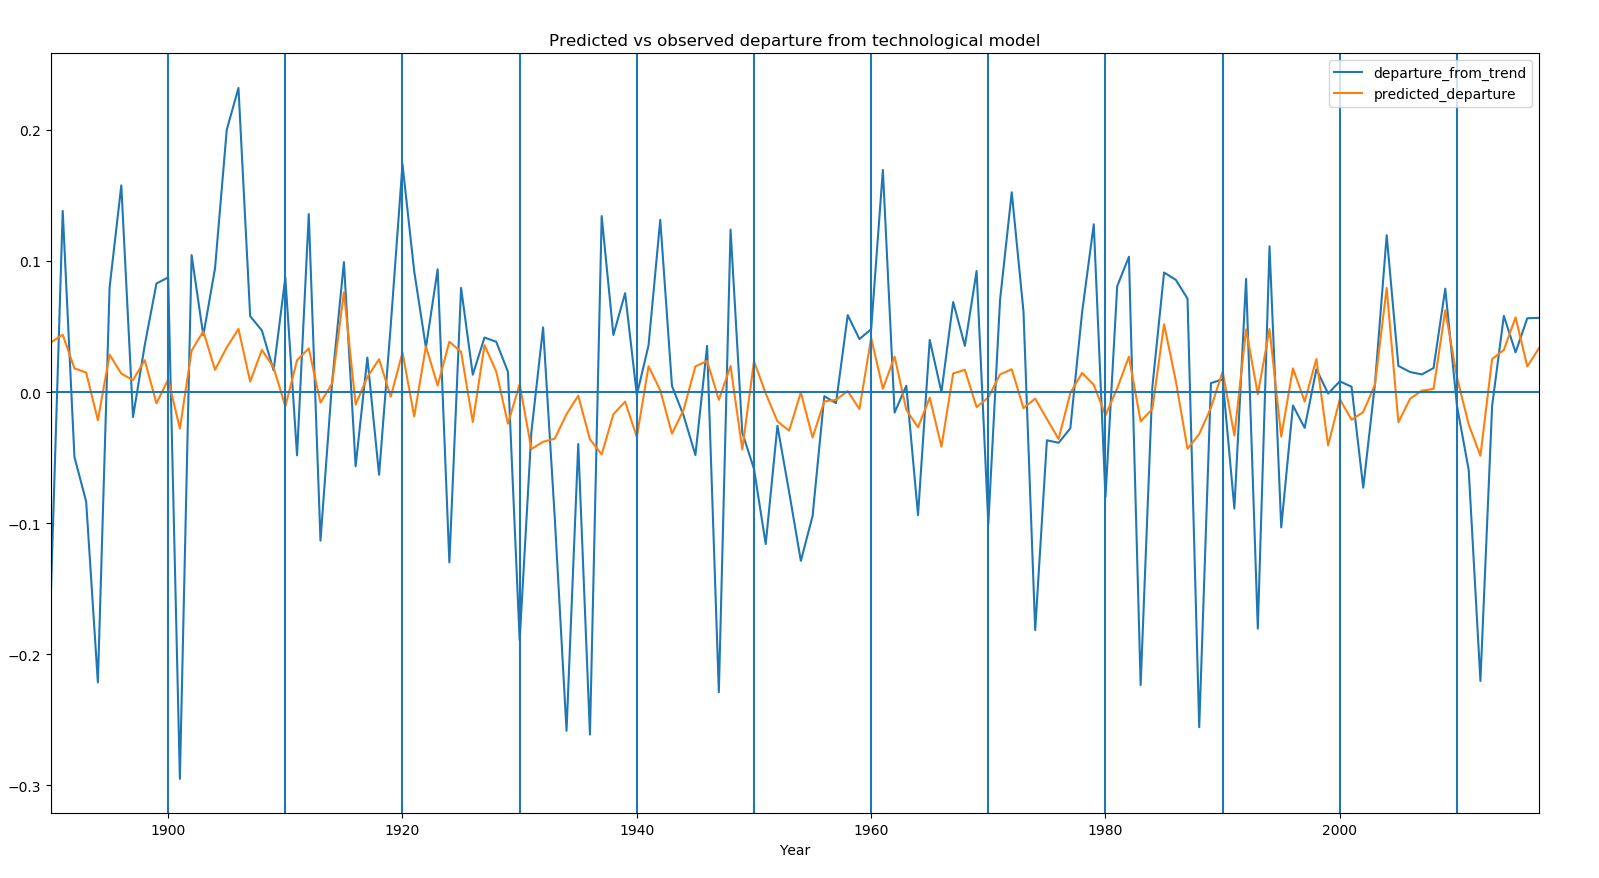 Predicted vs observed departure from technological model
departure_from_trend
predicted_departure
0.2
0.1
0.0
−0.1
−0.2
−0.3
1900 1920 1940 1960 1980 2000
Year